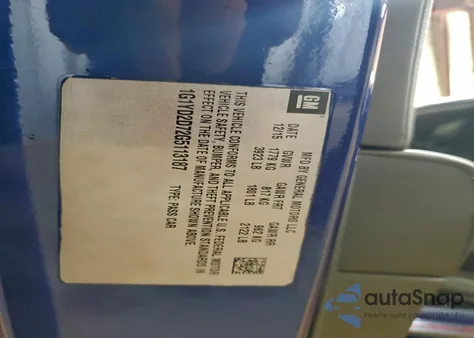 GM
MFD BY GENERAL MOTORS LLC
DATE GVWR GAWR FRT GAWR RR
12/15 1779 KG 817 KG 962 KG
3923 LB 1801 LB 2122 LB
THIS VEHICLE CONFORMS TO ALL APPLICABLE U.S. FEDERAL MOTOR
VEHICLE SAFETY, BUMPER, AND THEFT PREVENTION STANDARDS IN
EFFECT ON THE DATE OF MANUFACTURE SHOWN ABOVE.
1G1YD2D72G5113187 TYPE: PASS CAR
autoSnap